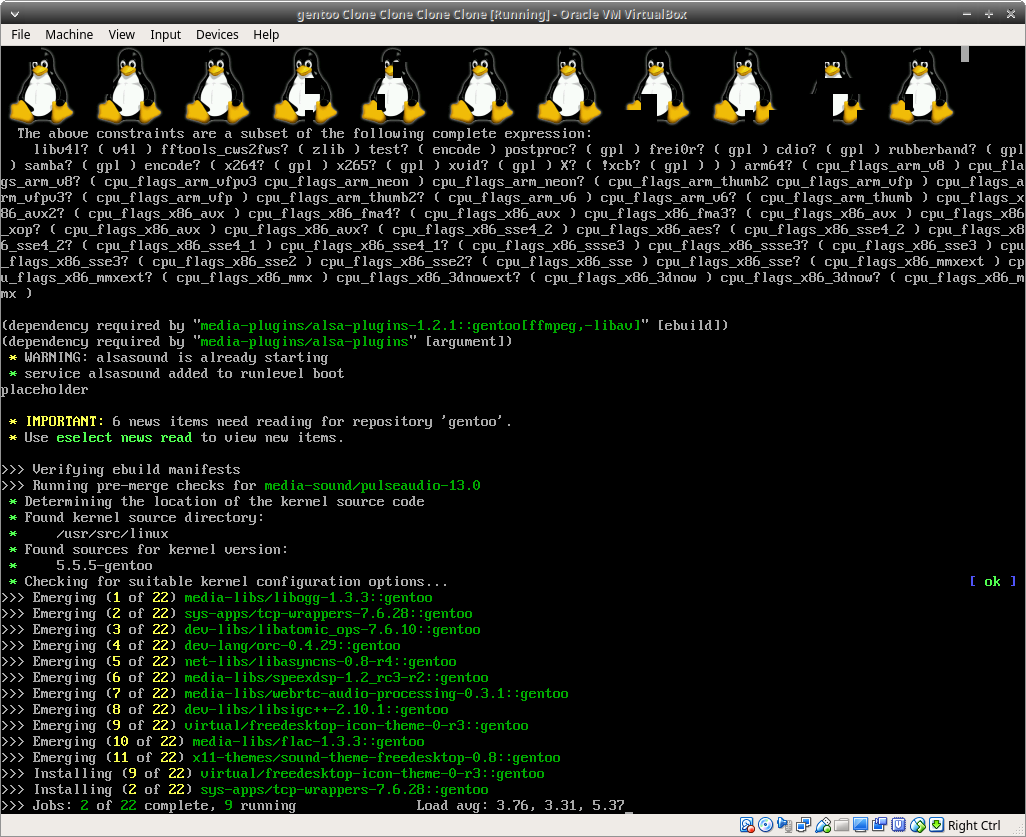 gentoo Clone Clone Clone Clone [Running] - Oracle VM VirtualBox
File Machine View Input Devices Help
The above constraints are a subset of the following complete expression:
libv4l? ( v4l ) fftools_cws2fws? ( zlib ) test? ( encode ) postproc? ( gpl ) frei0r? ( gpl ) cdio? ( gpl ) rubberband? ( gpl
) samba? ( gpl ) encode? ( x264? ( gpl ) x265? ( gpl ) xvid? ( gpl ) X? ( !xcb? ( gpl ) ) ) arm64? ( cpu_flags_arm_v8 ) cpu_fla
gs_arm_v8? ( cpu_flags_arm_vfpv3 cpu_flags_arm_neon ) cpu_flags_arm_neon? ( cpu_flags_arm_thumb2 cpu_flags_arm_vfp ) cpu_flags_a
rm_vfpv3? ( cpu_flags_arm_vfp ) cpu_flags_arm_thumb2? ( cpu_flags_arm_v6 ) cpu_flags_arm_v6? ( cpu_flags_arm_thumb ) cpu_flags_x
86_avx2? ( cpu_flags_x86_avx ) cpu_flags_x86_fma4? ( cpu_flags_x86_avx ) cpu_flags_x86_fma3? ( cpu_flags_x86_avx ) cpu_flags_x86
_xop? ( cpu_flags_x86_avx ) cpu_flags_x86_avx? ( cpu_flags_x86_sse4_2 ) cpu_flags_x86_aes? ( cpu_flags_x86_sse4_2 ) cpu_flags_x8
6_sse4_2? ( cpu_flags_x86_sse4_1 ) cpu_flags_x86_sse4_1? ( cpu_flags_x86_ssse3 ) cpu_flags_x86_ssse3? ( cpu_flags_x86_sse3 ) cpu
_flags_x86_sse3? ( cpu_flags_x86_sse2 ) cpu_flags_x86_sse2? ( cpu_flags_x86_sse ) cpu_flags_x86_sse? ( cpu_flags_x86_mmxext ) cp
u_flags_x86_mmxext? ( cpu_flags_x86_mmx ) cpu_flags_x86_3dnowext? ( cpu_flags_x86_3dnow ) cpu_flags_x86_3dnow? ( cpu_flags_x86_m
mx )
(dependency required by "media-plugins/alsa-plugins-1.2.1::gentoo[ffmpeg,-libav]" [ebuild])
(dependency required by "media-plugins/alsa-plugins" [argument])
* WARNING: alsasound is already starting
* service alsasound added to runlevel boot
placeholder
* IMPORTANT: 6 news items need reading for repository 'gentoo'.
* Use eselect news read to view new items.
>>> Verifying ebuild manifests
>>> Running pre-merge checks for media-sound/pulseaudio-13.0
* Determining the location of the kernel source code
* Found kernel source directory:
* /usr/src/linux
* Found sources for kernel version:
* 5.5.5-gentoo
* Checking for suitable kernel configuration options... [ ok ]
>>> Emerging (1 of 22) media-libs/libogg-1.3.3::gentoo
>>> Emerging (2 of 22) sys-apps/tcp-wrappers-7.6.28::gentoo
>>> Emerging (3 of 22) dev-libs/libatomic_ops-7.6.10::gentoo
>>> Emerging (4 of 22) dev-lang/orc-0.4.29::gentoo
>>> Emerging (5 of 22) net-libs/libasyncns-0.8-r4::gentoo
>>> Emerging (6 of 22) media-libs/speexdsp-1.2_rc3-r2::gentoo
>>> Emerging (7 of 22) media-libs/webrtc-audio-processing-0.3.1::gentoo
>>> Emerging (8 of 22) dev-libs/libsigc++-2.10.1::gentoo
>>> Emerging (9 of 22) virtual/freedesktop-icon-theme-0-r3::gentoo
>>> Emerging (10 of 22) media-libs/flac-1.3.3::gentoo
>>> Emerging (11 of 22) x11-themes/sound-theme-freedesktop-0.8::gentoo
>>> Installing (9 of 22) virtual/freedesktop-icon-theme-0-r3::gentoo
>>> Installing (2 of 22) sys-apps/tcp-wrappers-7.6.28::gentoo
>>> Jobs: 2 of 22 complete, 9 running Load avg: 3.76, 3.31, 5.37_
Right Ctrl